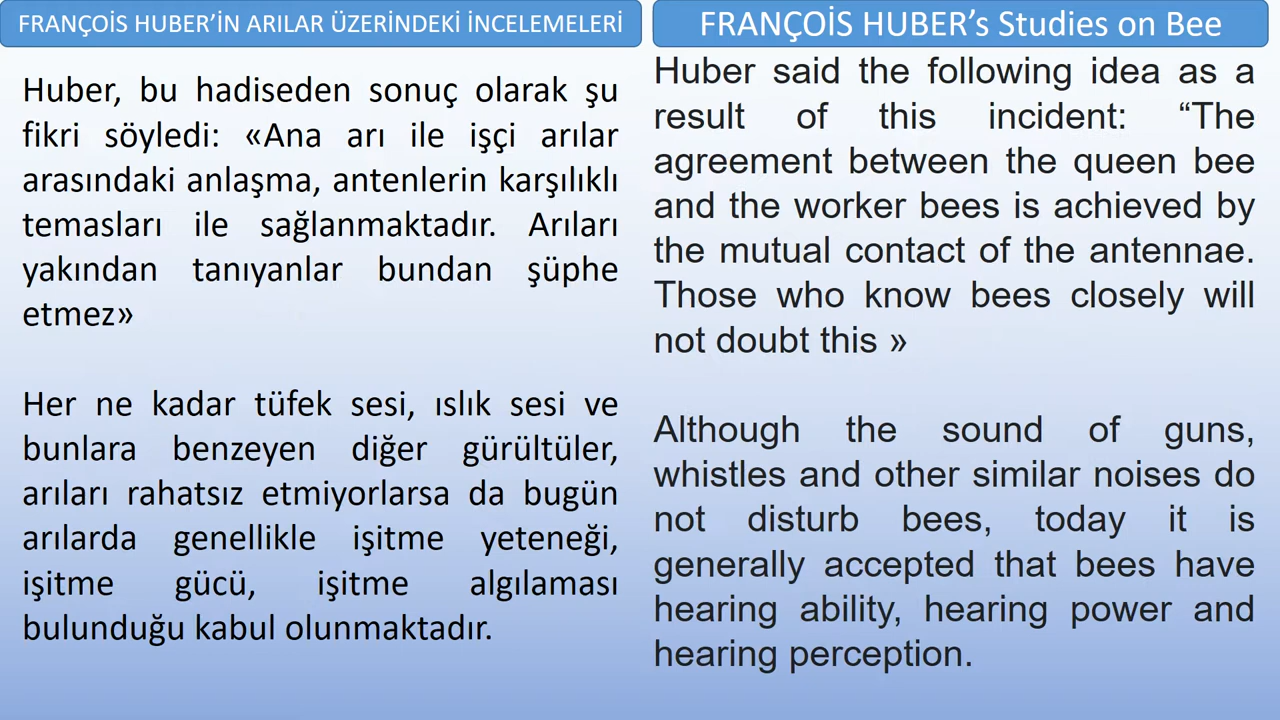 FRANÇOİS HUBER’İN ARILAR ÜZERİNDEKİ İNCELEMELERİ
Huber, bu hadiseden sonuç olarak şu
fikri söyledi: «Ana arı ile işçi arılar
arasındaki anlaşma, antenlerin karşılıklı
temasları ile sağlanmaktadır. Arıları
yakından tanıyanlar bundan şüphe
etmez»
Her ne kadar tüfek sesi, ıslık sesi ve
bunlara benzeyen diğer gürültüler,
arıları rahatsız etmiyorlarsa da bugün
arılarda genellikle işitme yeteneği,
işitme gücü, işitme algılaması
bulunduğu kabul olunmaktadır.
FRANÇOİS HUBER’s Studies on Bee
Huber said the following idea as a
result of this incident: “The
agreement between the queen bee
and the worker bees is achieved by
the mutual contact of the antennae.
Those who know bees closely will
not doubt this »
Although the sound of guns,
whistles and other similar noises do
not disturb bees, today it is
generally accepted that bees have
hearing ability, hearing power and
hearing perception.